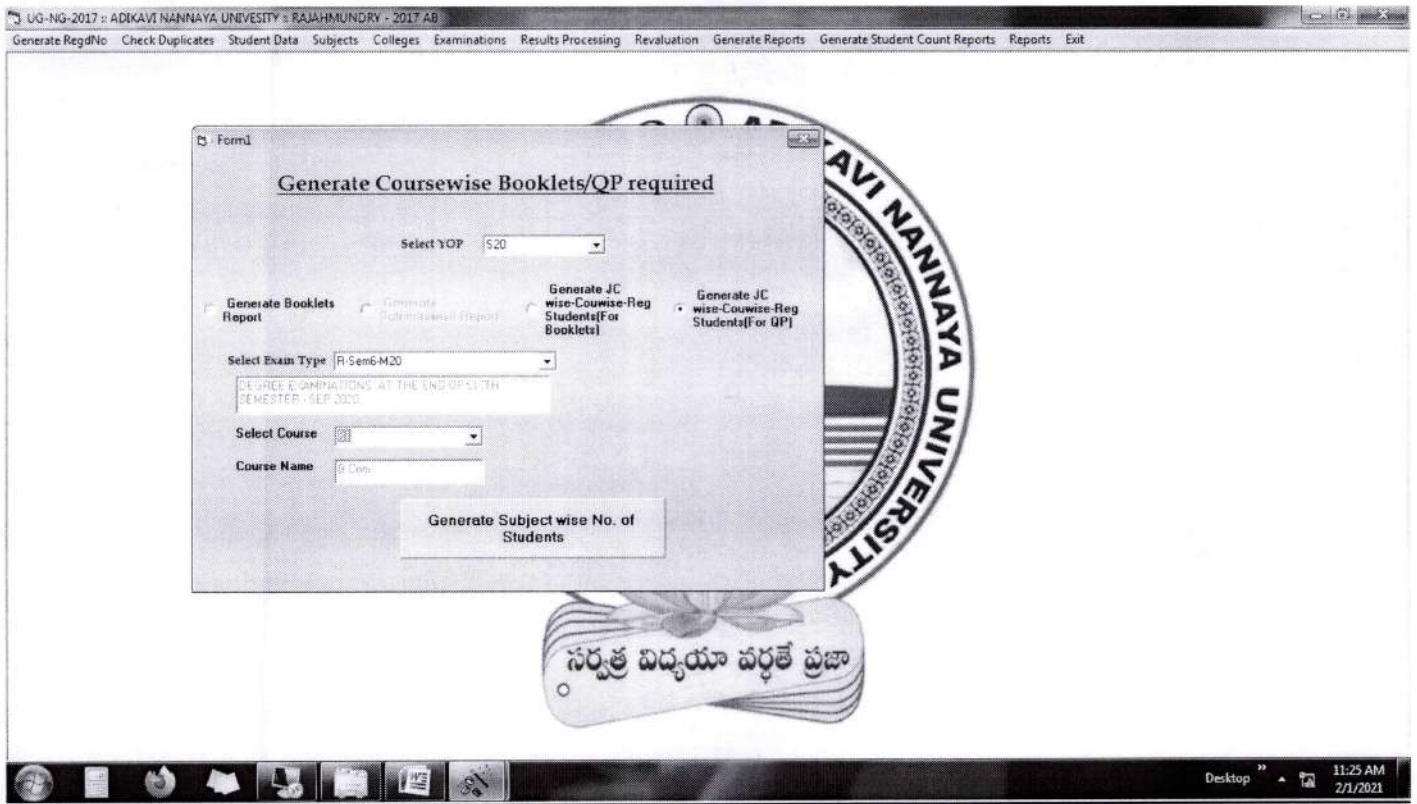 UG-NG-2017 :: ADIKAVI NANNAYA UNIVESITY :: RAJAHMUNDRY - 2017 AB
Generate RegdNo Check Duplicates Student Data Subjects Colleges Examinations Results Processing Revaluation Generate Reports Generate Student Count Reports Reports Exit
Form1
Generate Coursewise Booklets/QP required
Select YOP S20
Generate Booklets Report
Generate Report
Generate JC wise-Couwise-Reg Students(For Booklets)
Generate JC wise-Couwise-Reg Students(For QP)
Select Exam Type R-Sem6-M20
DEGREE EXAMINATIONS AT THE END OF SIXTH
SEMESTER - SEP 2020
Select Course
Course Name B.Com
Generate Subject wise No. of
Students
ADIKAVI NANNAYA UNIVERSITY
సర్వత్ర విద్యయా వర్ధతే ప్రజా
Desktop
11:25 AM
2/1/2021